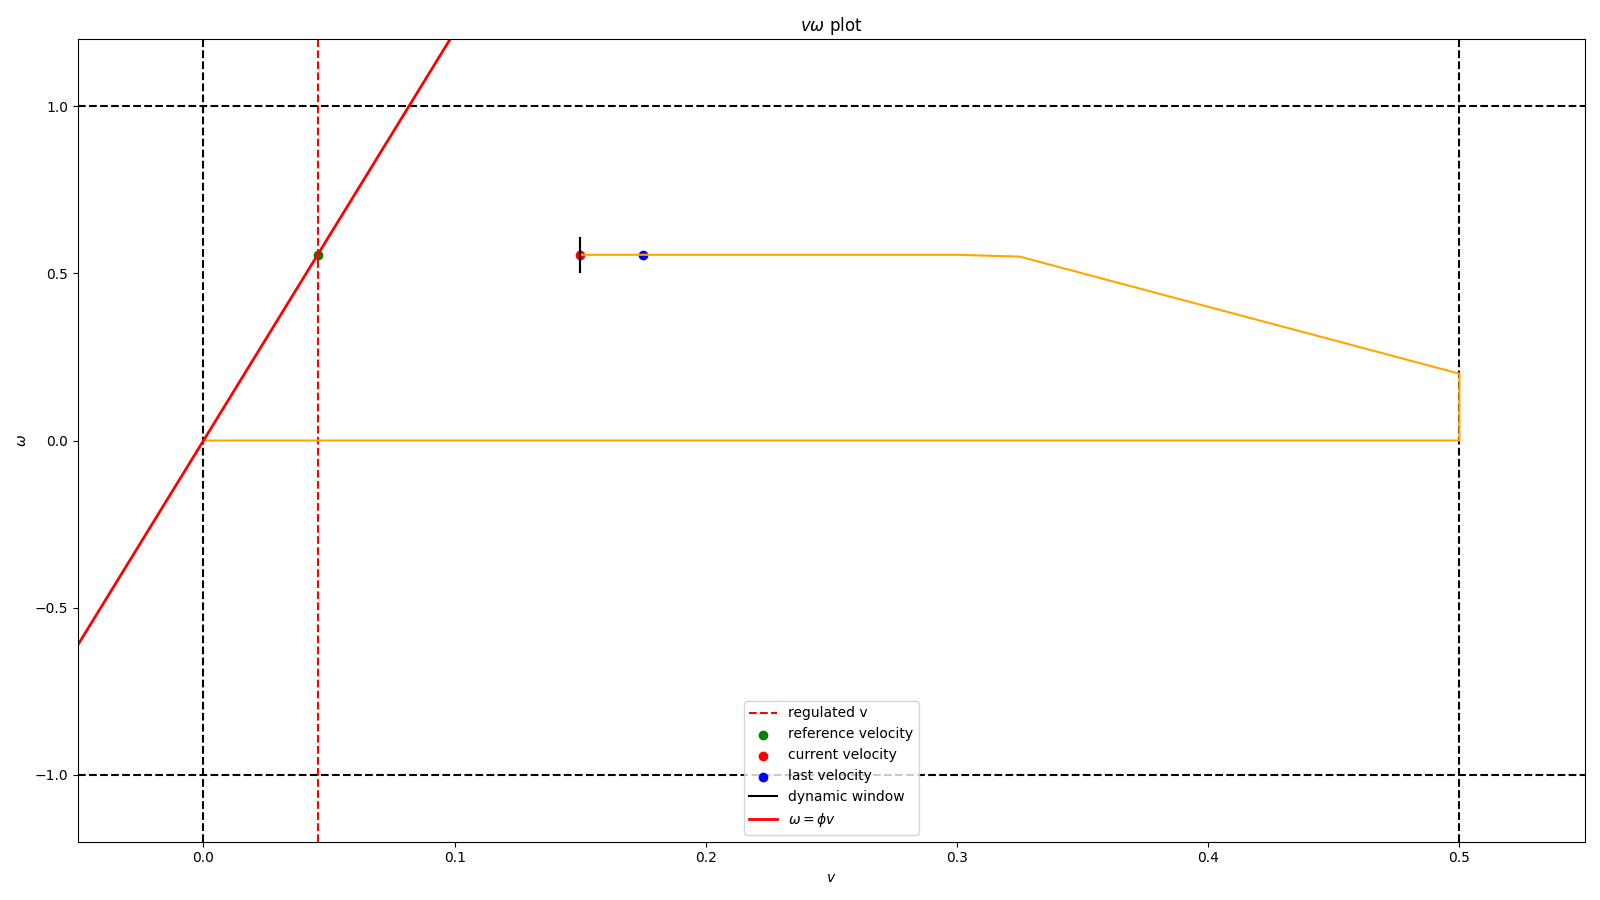 vω plot
1.0
0.5
0.0
−0.5
−1.0
ω
0.0
0.1
0.2
0.3
0.4
0.5
v
regulated v
reference velocity
current velocity
last velocity
dynamic window
ω = ϕv